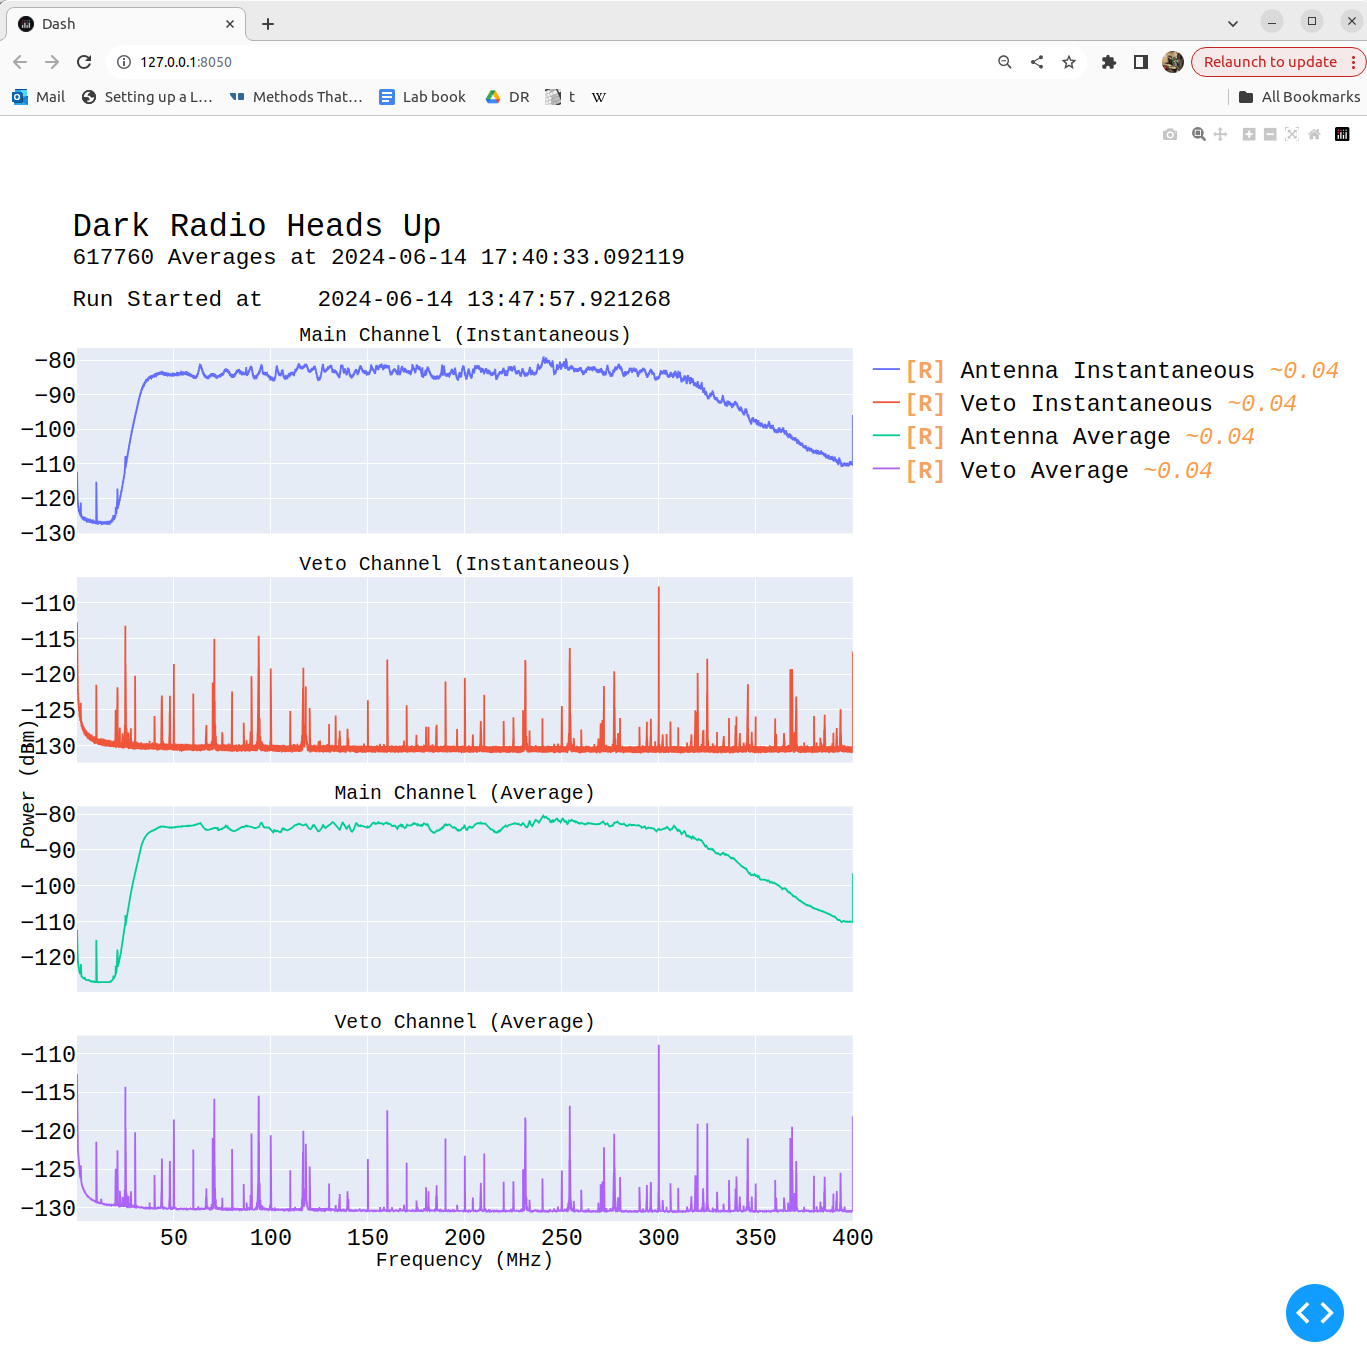 Dash
127.0.0.1:8050
Relaunch to update
Mail
Setting up a L...
Methods That...
Lab book
DR
t
W
All Bookmarks
Dark Radio Heads Up
617760 Averages at 2024-06-14 17:40:33.092119
Run Started at 2024-06-14 13:47:57.921268
Main Channel (Instantaneous)
−80
−90
−100
−110
−120
−130
[R] Antenna Instantaneous ~0.04
[R] Veto Instantaneous ~0.04
[R] Antenna Average ~0.04
[R] Veto Average ~0.04
Veto Channel (Instantaneous)
−110
−115
−120
−125
−130
Power (dBm)
Main Channel (Average)
−80
−90
−100
−110
−120
Veto Channel (Average)
−110
−115
−120
−125
−130
50 100 150 200 250 300 350 400
Frequency (MHz)